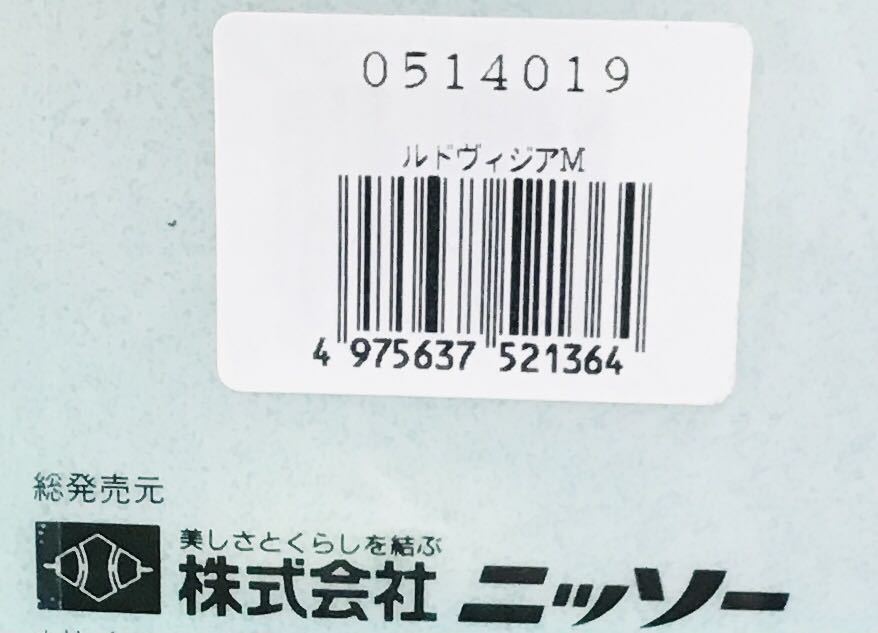 0514019
ルドヴィジアM
4 975637 521364
総発売元
美しさとくらしを結ぶ
株式会社 ニッソー